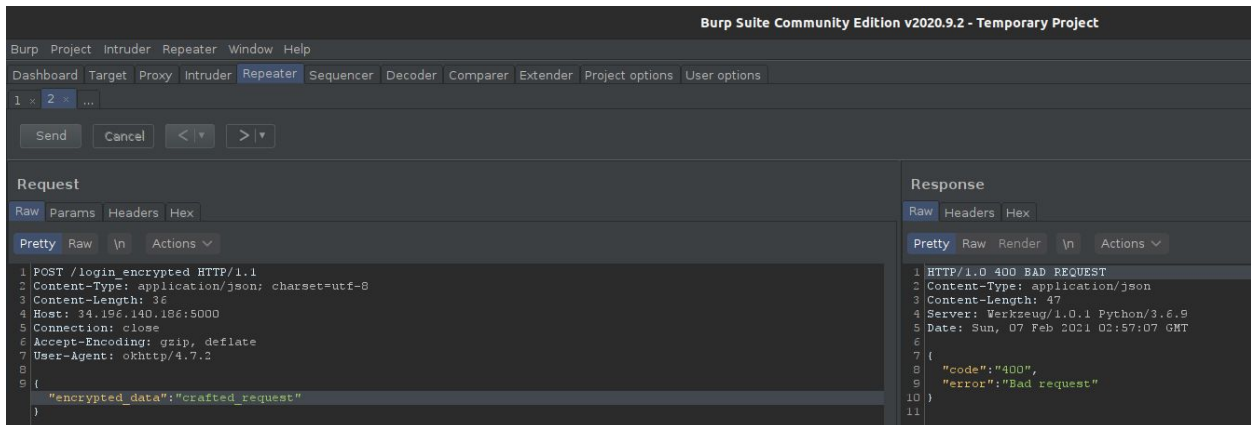 Burp Suite Community Edition v2020.9.2 - Temporary Project
Burp Project Intruder Repeater Window Help
Dashboard Target Proxy Intruder Repeater Sequencer Decoder Comparer Extender Project options User options
1 × 2 × ...
Send Cancel < | ▾ > | ▾
Request
Raw Params Headers Hex
Pretty Raw \n Actions ∨
1 POST /login_encrypted HTTP/1.1
2 Content-Type: application/json; charset=utf-8
3 Content-Length: 36
4 Host: 34.196.140.186:5000
5 Connection: close
6 Accept-Encoding: gzip, deflate
7 User-Agent: okhttp/4.7.2
8
9 {
"encrypted_data":"crafted_request"
}
Response
Raw Headers Hex
Pretty Raw Render \n Actions ∨
1 HTTP/1.0 400 BAD REQUEST
2 Content-Type: application/json
3 Content-Length: 47
4 Server: Werkzeug/1.0.1 Python/3.6.9
5 Date: Sun, 07 Feb 2021 02:57:07 GMT
6
7 {
8 "code":"400",
9 "error":"Bad request"
10 }
11